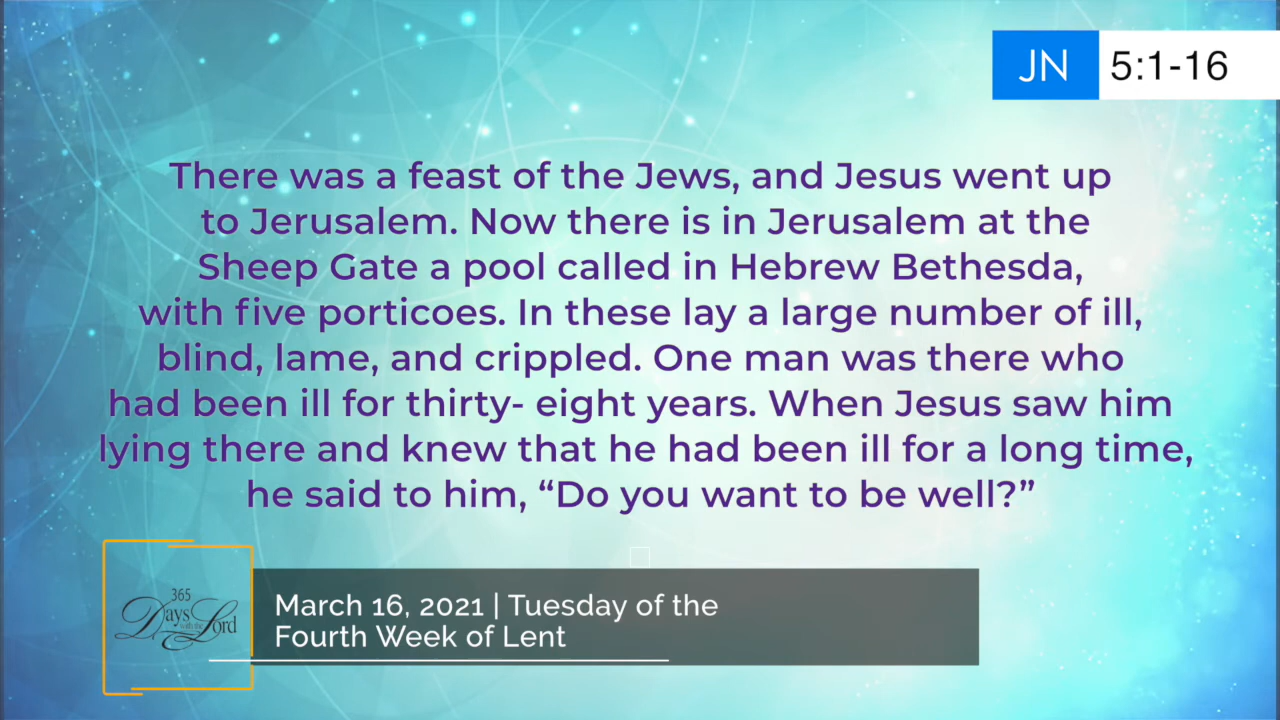 JN 5:1-16
There was a feast of the Jews, and Jesus went up
to Jerusalem. Now there is in Jerusalem at the
Sheep Gate a pool called in Hebrew Bethesda,
with five porticoes. In these lay a large number of ill,
blind, lame, and crippled. One man was there who
had been ill for thirty- eight years. When Jesus saw him
lying there and knew that he had been ill for a long time,
he said to him, “Do you want to be well?”
365
Days with the Lord
March 16, 2021 | Tuesday of the
Fourth Week of Lent